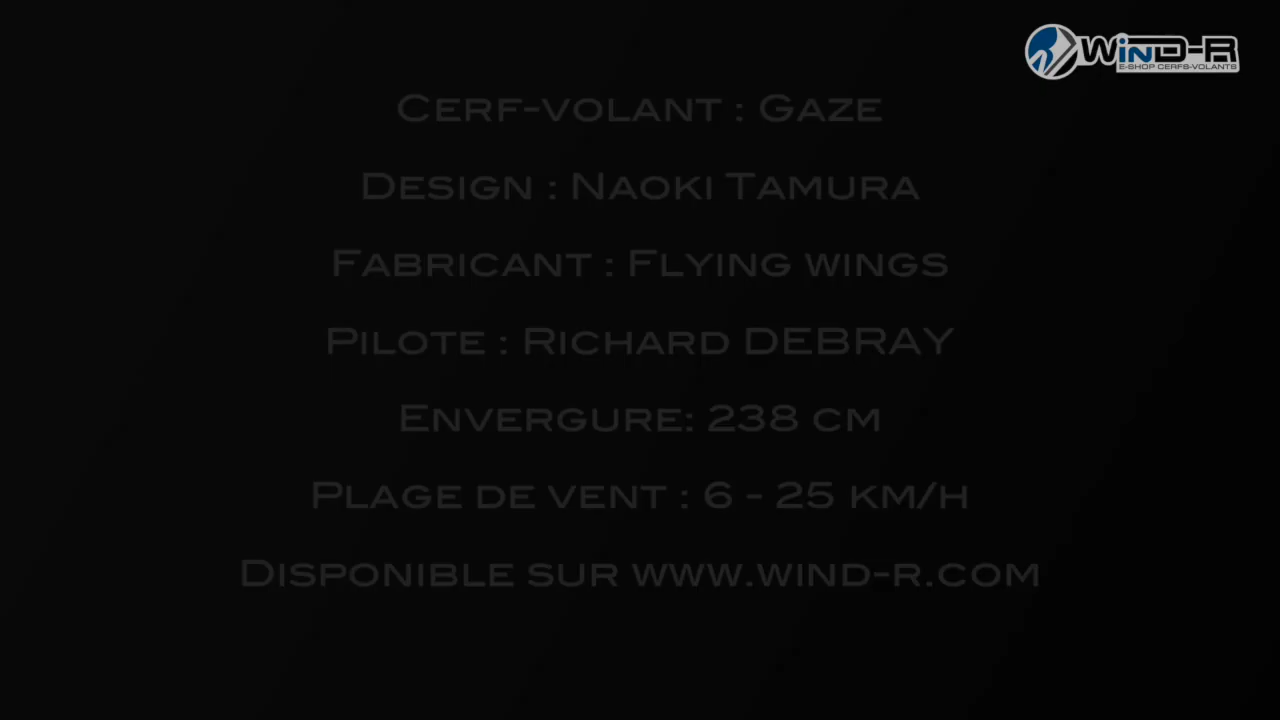 WinD-R
E-SHOP CERFS-VOLANTS
Cerf-volant : Gaze
Design : Naoki Tamura
Fabricant : Flying wings
Pilote : Richard DEBRAY
Envergure: 238 cm
Plage de vent : 6 - 25 km/h
Disponible sur www.wind-r.com